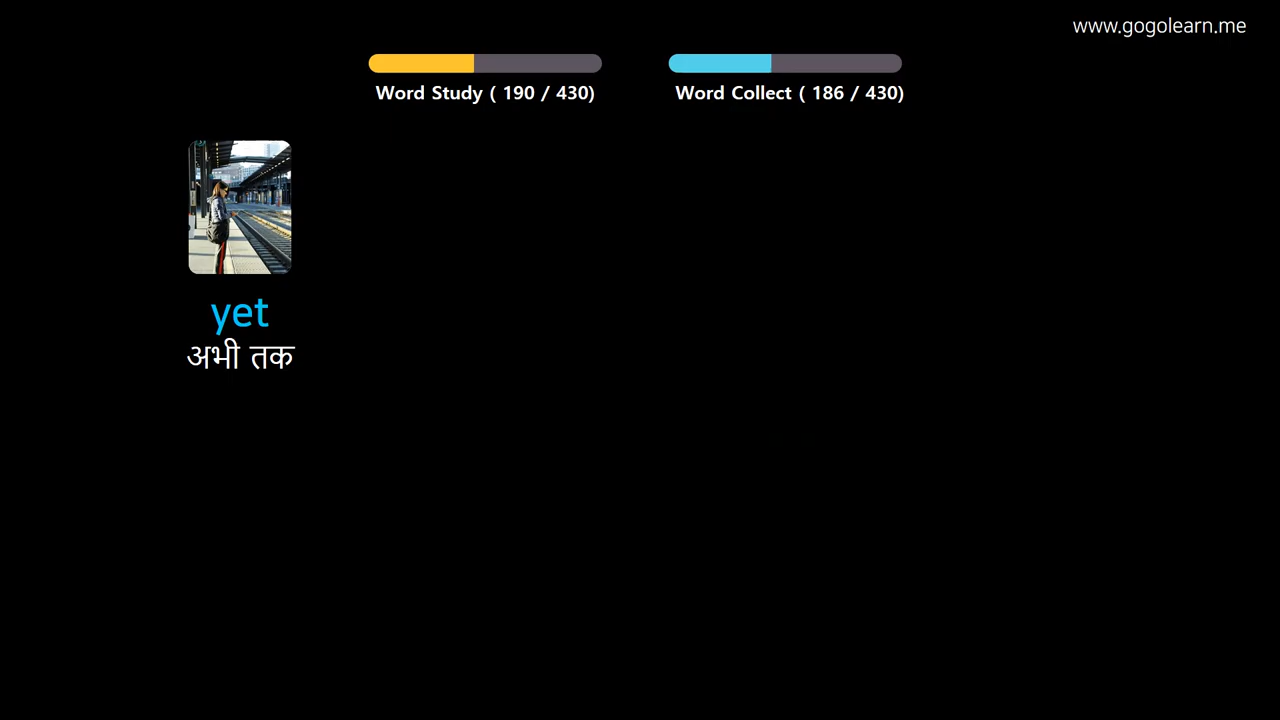 www.gogolearn.me
Word Study ( 190 / 430)
Word Collect ( 186 / 430)
yet
अभी तक